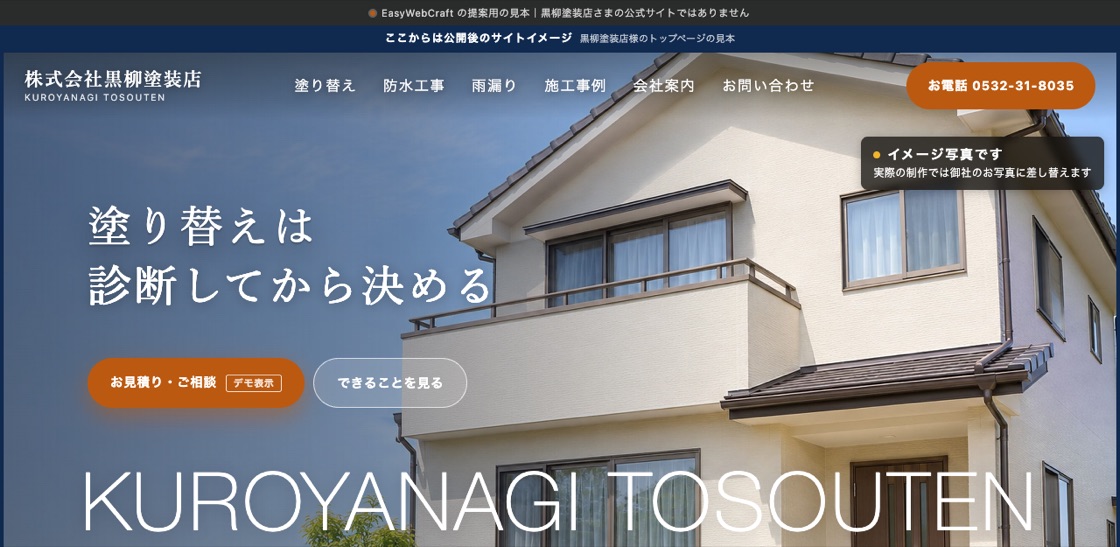 EasyWebCraft の提案用の見本｜黒柳塗装店さまの公式サイトではありません
ここからは公開後のサイトイメージ 黒柳塗装店様のトップページの見本
株式会社黒柳塗装店
KUROYANAGI TOSOUTEN
塗り替え 防水工事 雨漏り 施工事例 会社案内 お問い合わせ
お電話 0532-31-8035
イメージ写真です
実際の制作では御社のお写真に差し替えます
塗り替えは
診断してから決める
お見積り・ご相談 デモ表示 できることを見る
KUROYANAGI TOSOUTEN